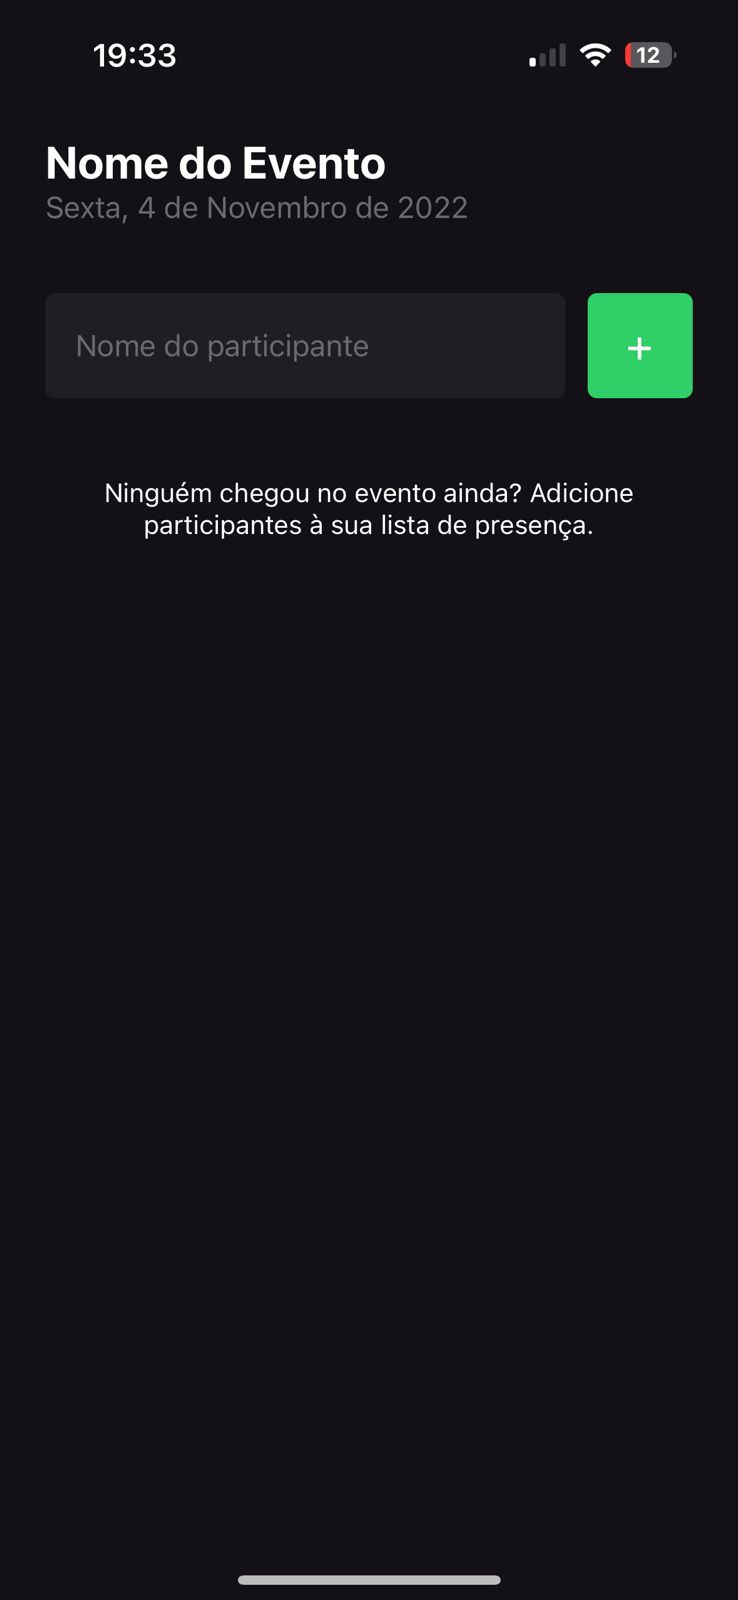 19:33
12
Nome do Evento
Sexta, 4 de Novembro de 2022
Nome do participante
+
Ninguém chegou no evento ainda? Adicione
participantes à sua lista de presença.